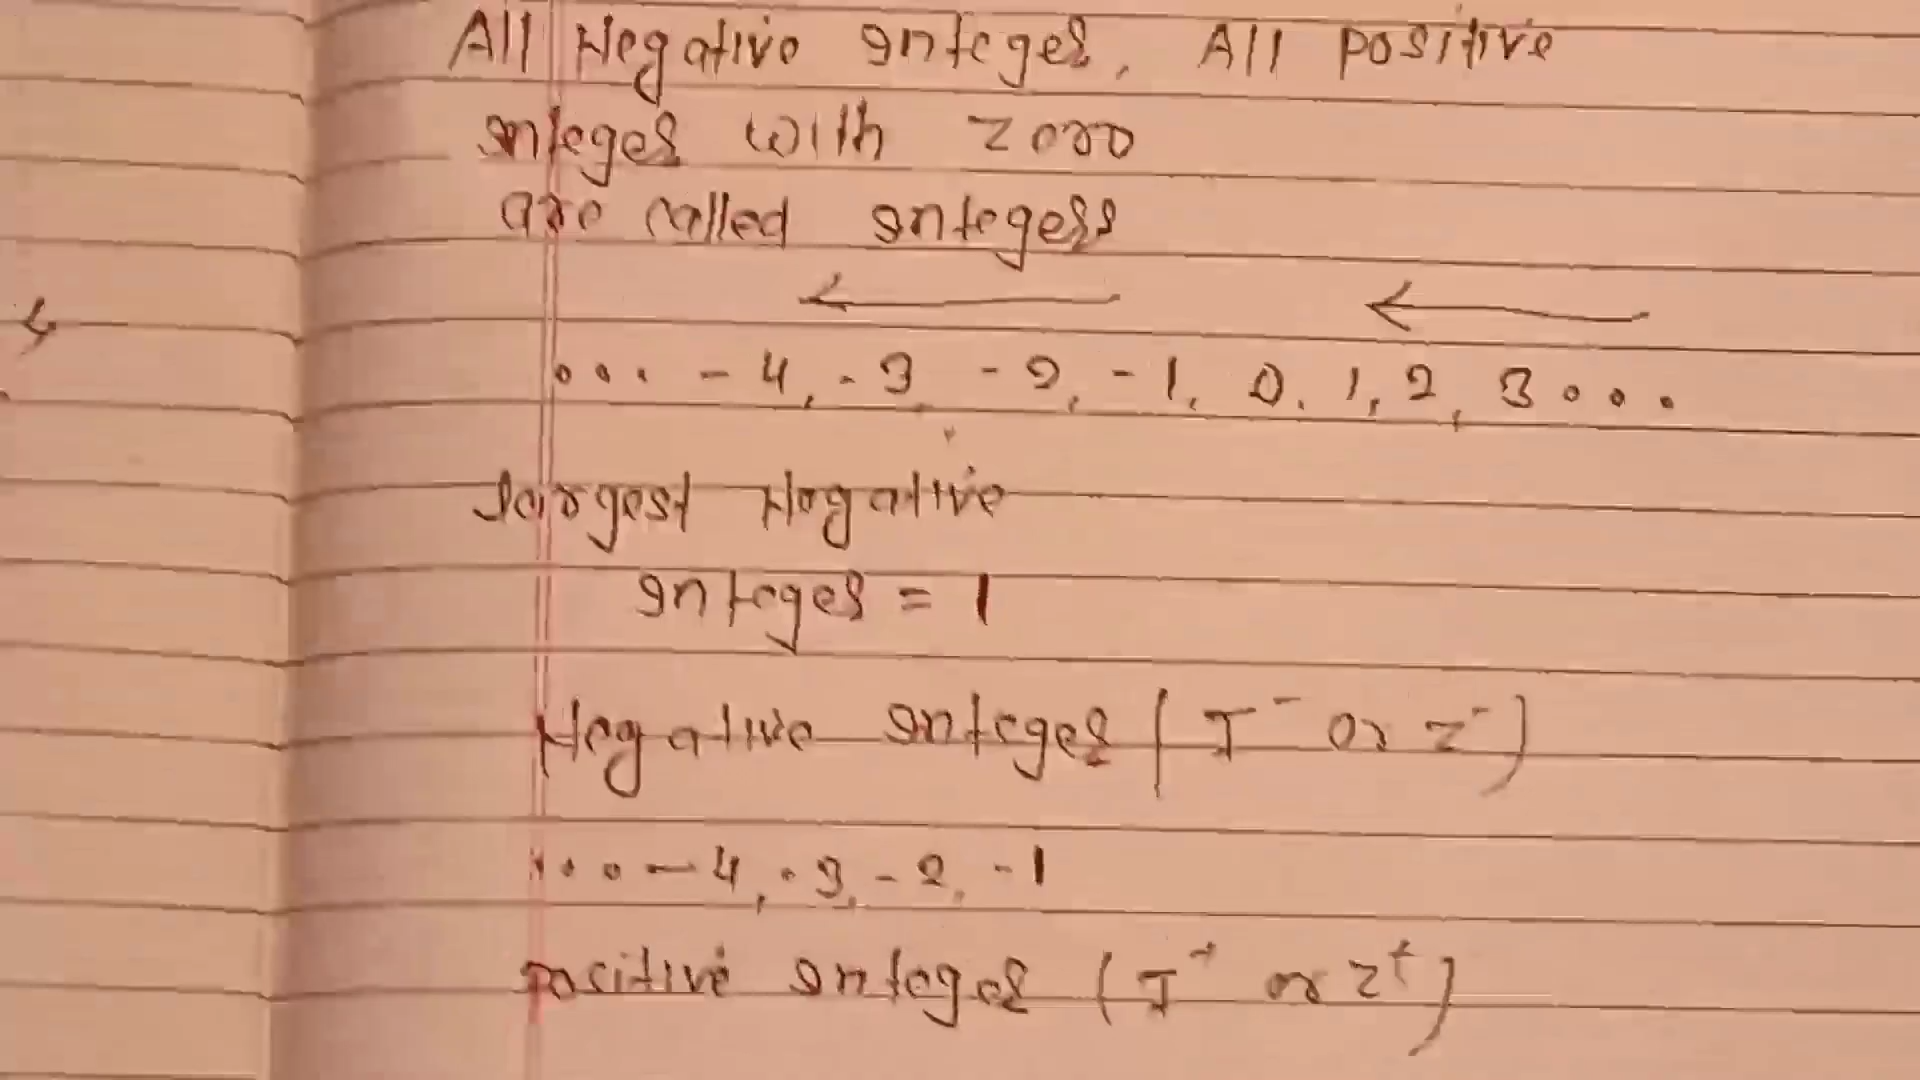 All Negative Integer, All positive
Integer with zero
are called Integers
... -4, -3, -2, -1, 0, 1, 2, 3 ...
largest Negative
Integer = 1
Negative Integer (I⁻ or z⁻)
... -4, -3, -2, -1
positive Integer (I⁺ or z⁺)